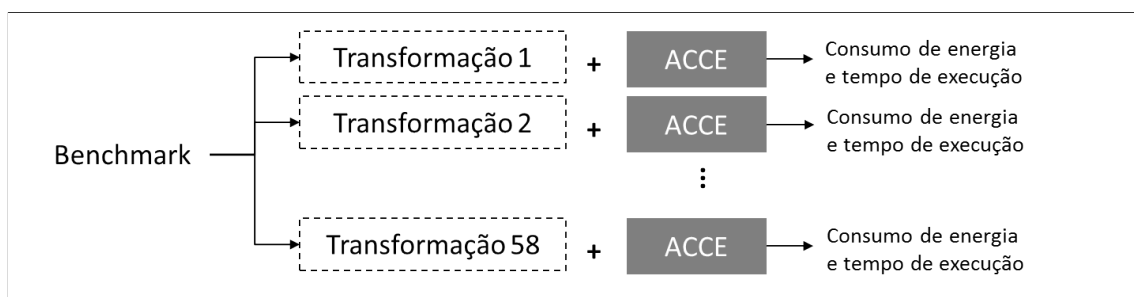 Transformação 1 + ACCE Consumo de energia
e tempo de execução
Transformação 2 + ACCE Consumo de energia
e tempo de execução
Benchmark
⋮
Transformação 58 + ACCE Consumo de energia
e tempo de execução